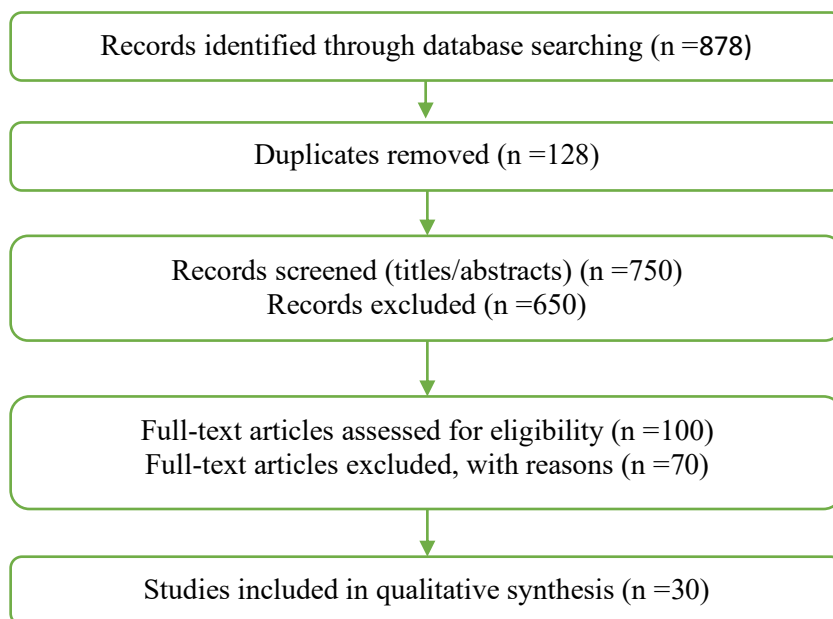 Records identified through database searching (n =878)
Duplicates removed (n =128)
Records screened (titles/abstracts) (n =750)
Records excluded (n =650)
Full-text articles assessed for eligibility (n =100)
Full-text articles excluded, with reasons (n =70)
Studies included in qualitative synthesis (n =30)